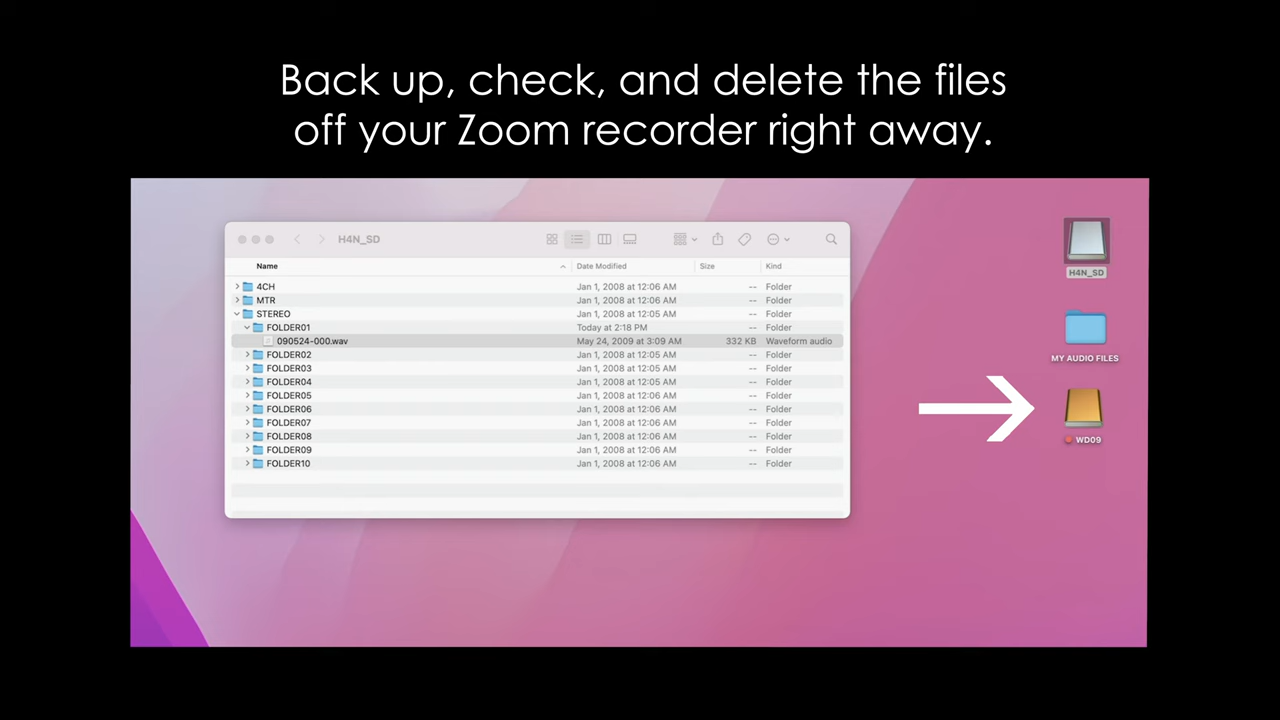 Back up, check, and delete the files
off your Zoom recorder right away.
H4N_SD
Name Date Modified Size Kind
4CH Jan 1, 2008 at 12:06 AM -- Folder
MTR Jan 1, 2008 at 12:06 AM -- Folder
STEREO Jan 1, 2008 at 12:05 AM -- Folder
FOLDER01 Today at 2:18 PM -- Folder
090524-000.wav May 24, 2009 at 3:09 AM 332 KB Waveform audio
FOLDER02 Jan 1, 2008 at 12:05 AM -- Folder
FOLDER03 Jan 1, 2008 at 12:05 AM -- Folder
FOLDER04 Jan 1, 2008 at 12:05 AM -- Folder
FOLDER05 Jan 1, 2008 at 12:06 AM -- Folder
FOLDER06 Jan 1, 2008 at 12:06 AM -- Folder
FOLDER07 Jan 1, 2008 at 12:06 AM -- Folder
FOLDER08 Jan 1, 2008 at 12:06 AM -- Folder
FOLDER09 Jan 1, 2008 at 12:06 AM -- Folder
FOLDER10 Jan 1, 2008 at 12:06 AM -- Folder
H4N_SD
MY AUDIO FILES
WD09